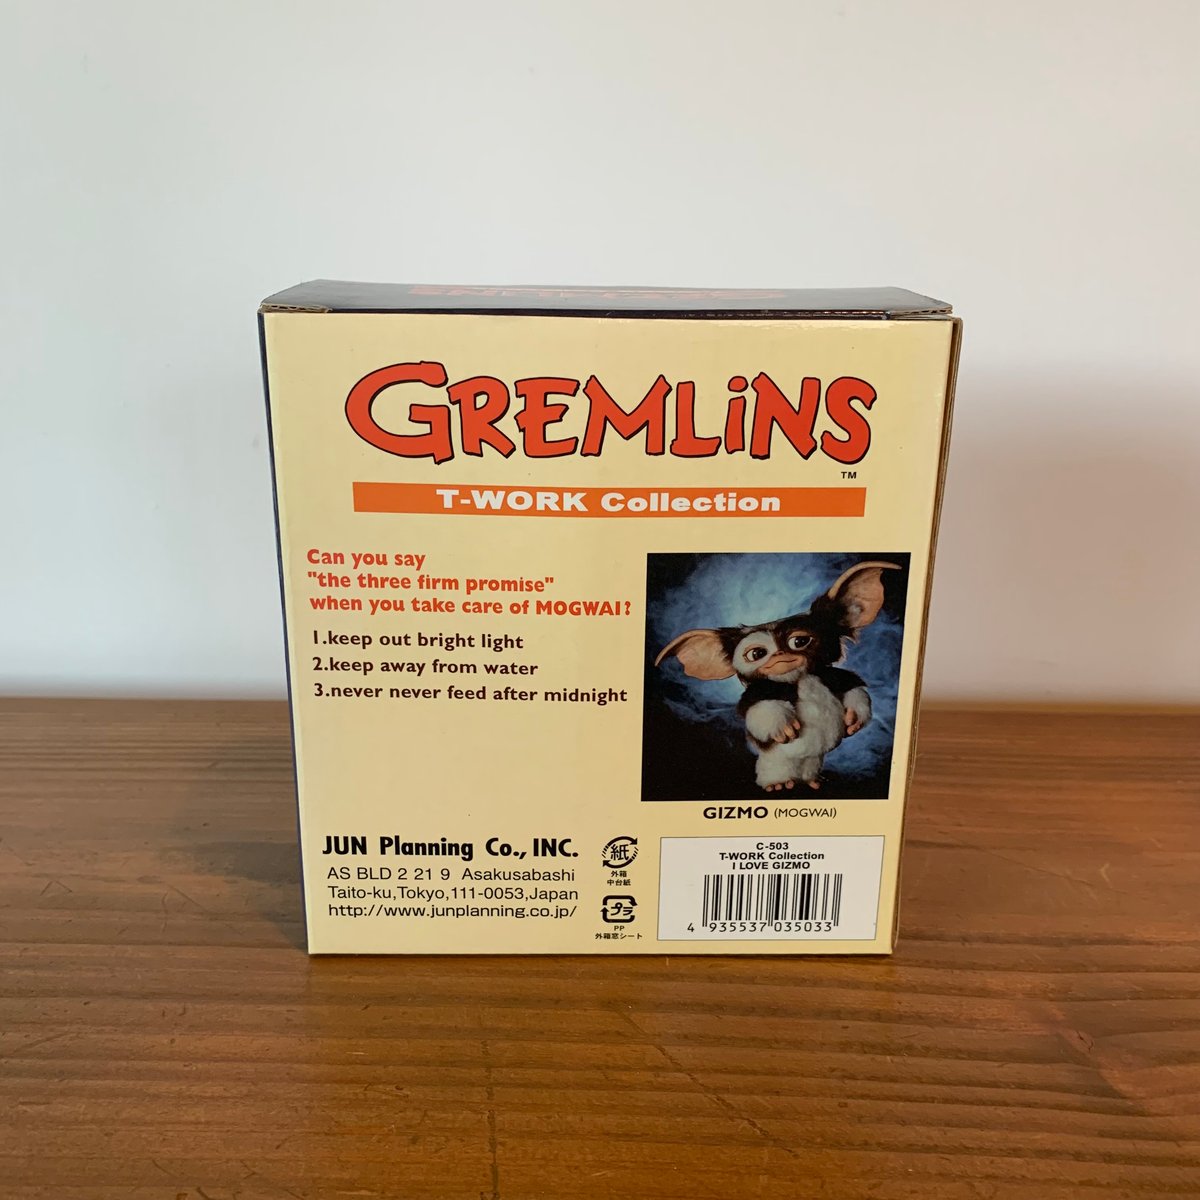 GREMLiNS
TM
T-WORK Collection
Can you say
"the three firm promise"
when you take care of MOGWAI?
1.keep out bright light
2.keep away from water
3.never never feed after midnight
GIZMO (MOGWAI)
JUN Planning Co., INC.
AS BLD 2 21 9 Asakusabashi
Taito-ku,Tokyo,111-0053,Japan
http://www.junplanning.co.jp/
紙
外箱
中台紙
プラ
PP
外箱窓シート
C-503
T-WORK Collection
I LOVE GIZMO
4 935537 035033